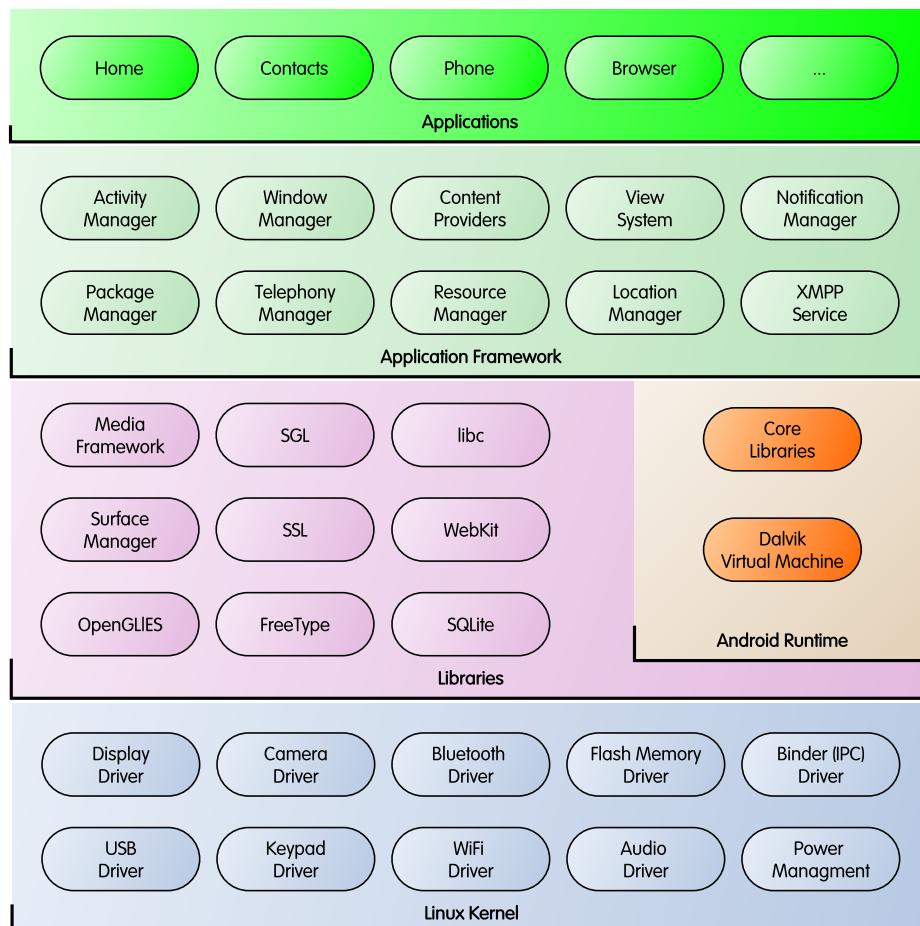 Home
Contacts
Phone
Browser
...
Applications
Activity
Manager
Window
Manager
Content
Providers
View
System
Notification
Manager
Package
Manager
Telephony
Manager
Resource
Manager
Location
Manager
XMPP
Service
Application Framework
Media
Framework
SGL
libc
Surface
Manager
SSL
WebKit
OpenGL|ES
FreeType
SQLite
Libraries
Core
Libraries
Dalvik
Virtual Machine
Android Runtime
Display
Driver
Camera
Driver
Bluetooth
Driver
Flash Memory
Driver
Binder (IPC)
Driver
USB
Driver
Keypad
Driver
WiFi
Driver
Audio
Driver
Power
Managment
Linux Kernel